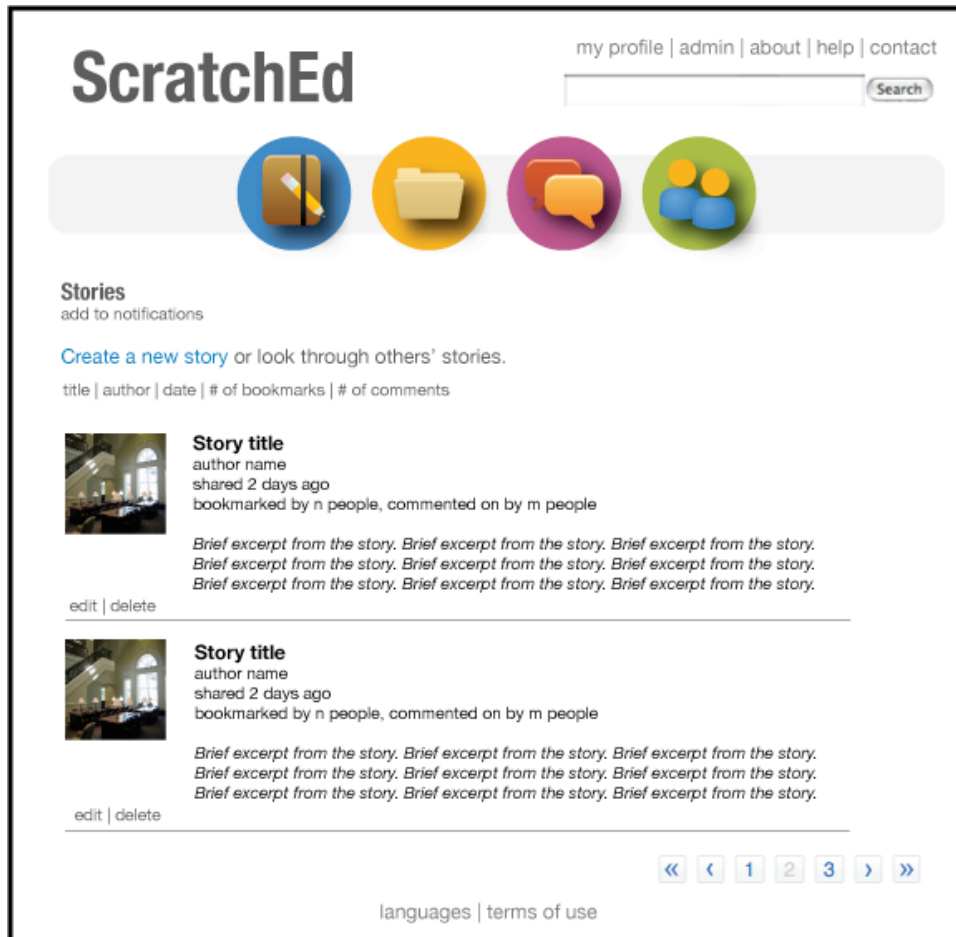 ScratchEd
my profile | admin | about | help | contact
Search
Stories
add to notifications
Create a new story or look through others' stories.
title | author | date | # of bookmarks | # of comments
Story title
author name
shared 2 days ago
bookmarked by n people, commented on by m people
Brief excerpt from the story. Brief excerpt from the story. Brief excerpt from the story.
Brief excerpt from the story. Brief excerpt from the story. Brief excerpt from the story.
Brief excerpt from the story. Brief excerpt from the story. Brief excerpt from the story.
edit | delete
Story title
author name
shared 2 days ago
bookmarked by n people, commented on by m people
Brief excerpt from the story. Brief excerpt from the story. Brief excerpt from the story.
Brief excerpt from the story. Brief excerpt from the story. Brief excerpt from the story.
Brief excerpt from the story. Brief excerpt from the story. Brief excerpt from the story.
edit | delete
« ‹ 1 2 3 › »
languages | terms of use